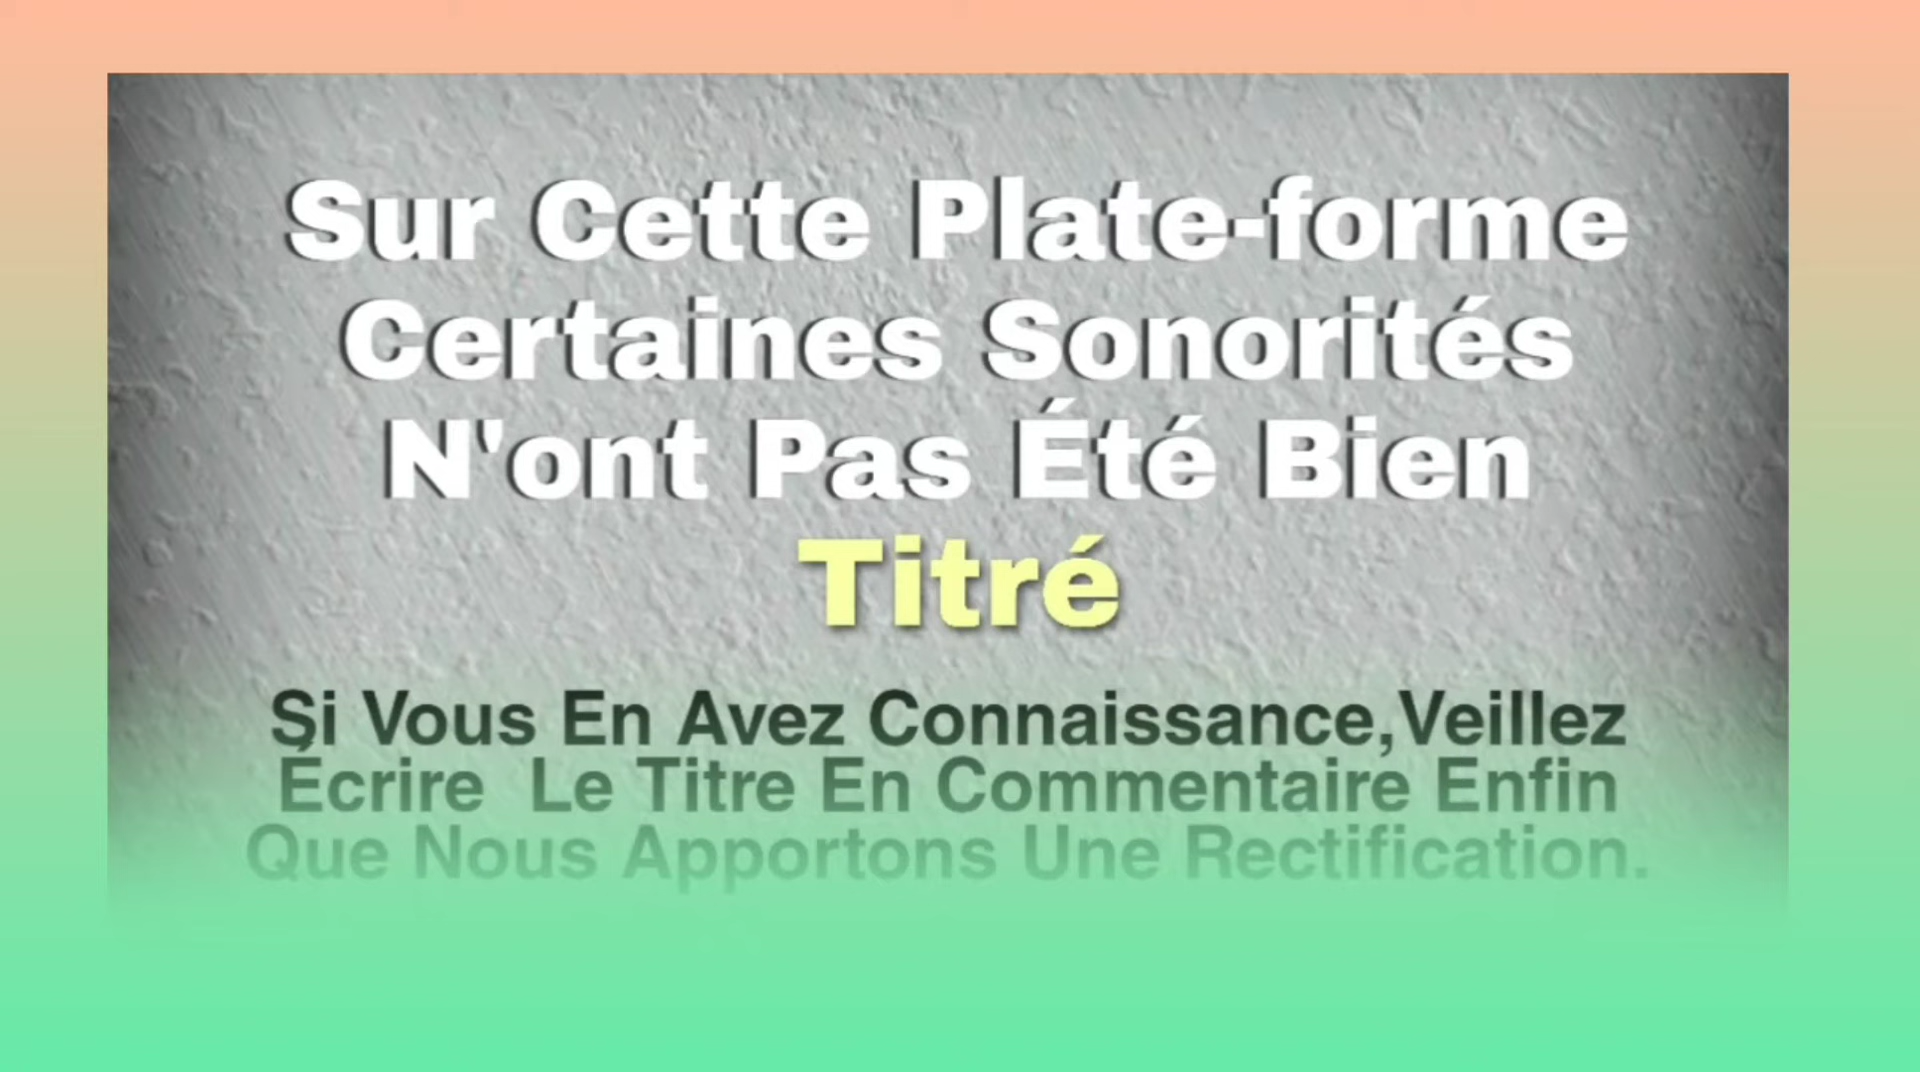 Sur Cette Plate-forme
Certaines Sonorités
N'ont Pas Été Bien
Titré
Si Vous En Avez Connaissance,Veillez
Écrire Le Titre En Commentaire Enfin
Que Nous Apportons Une Rectification.